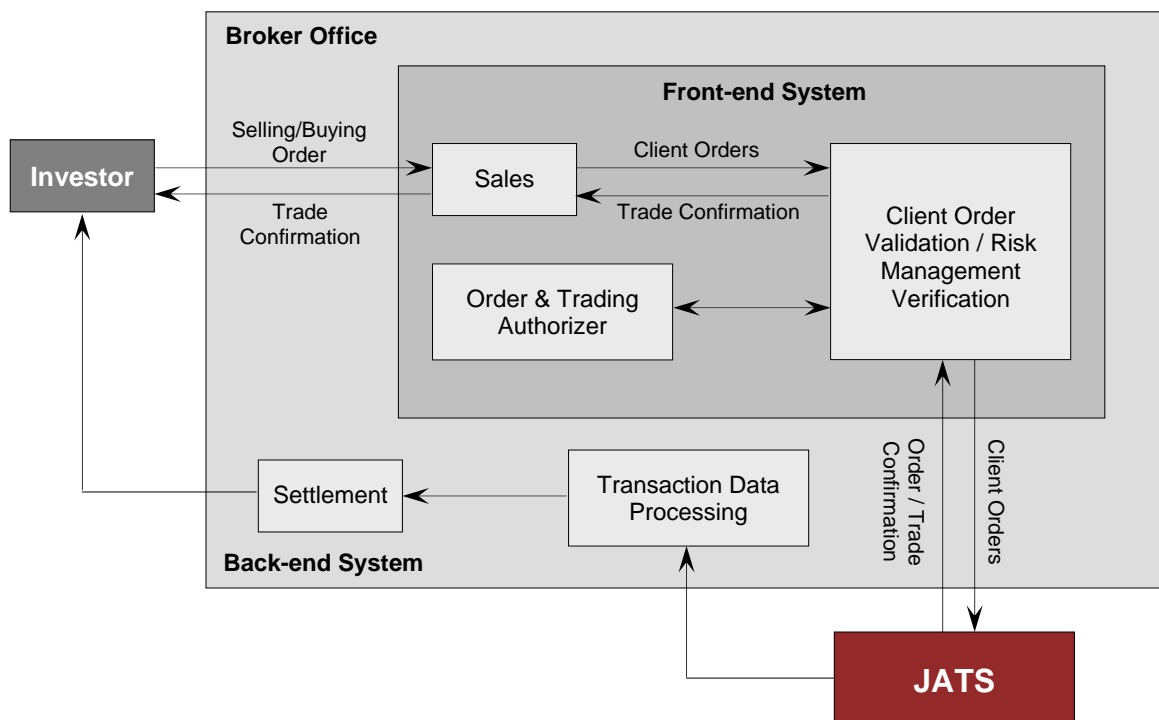 Broker Office
Front-end System
Selling/Buying
Order
Investor
Sales
Client Orders
Trade
Confirmation
Trade Confirmation
Client Order
Validation / Risk
Management
Verification
Order & Trading
Authorizer
Order / Trade
Confirmation
Client Orders
Settlement
Transaction Data
Processing
Back-end System
JATS